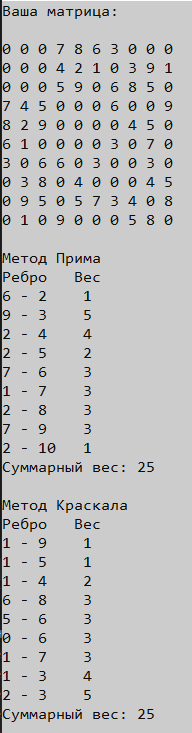 Ваша матрица:
0 0 0 7 8 6 3 0 0 0
0 0 0 4 2 1 0 3 9 1
0 0 0 5 9 0 6 8 5 0
7 4 5 0 0 0 6 0 0 9
8 2 9 0 0 0 0 4 5 0
6 1 0 0 0 0 3 0 7 0
3 0 6 6 0 3 0 0 3 0
0 3 8 0 4 0 0 0 4 5
0 9 5 0 5 7 3 4 0 8
0 1 0 9 0 0 0 5 8 0
Метод Прима
Ребро Вес
6 - 2 1
9 - 3 5
2 - 4 4
2 - 5 2
7 - 6 3
1 - 7 3
2 - 8 3
7 - 9 3
2 - 10 1
Суммарный вес: 25
Метод Краскала
Ребро Вес
1 - 9 1
1 - 5 1
1 - 4 2
6 - 8 3
5 - 6 3
0 - 6 3
1 - 7 3
1 - 3 4
2 - 3 5
Суммарный вес: 25